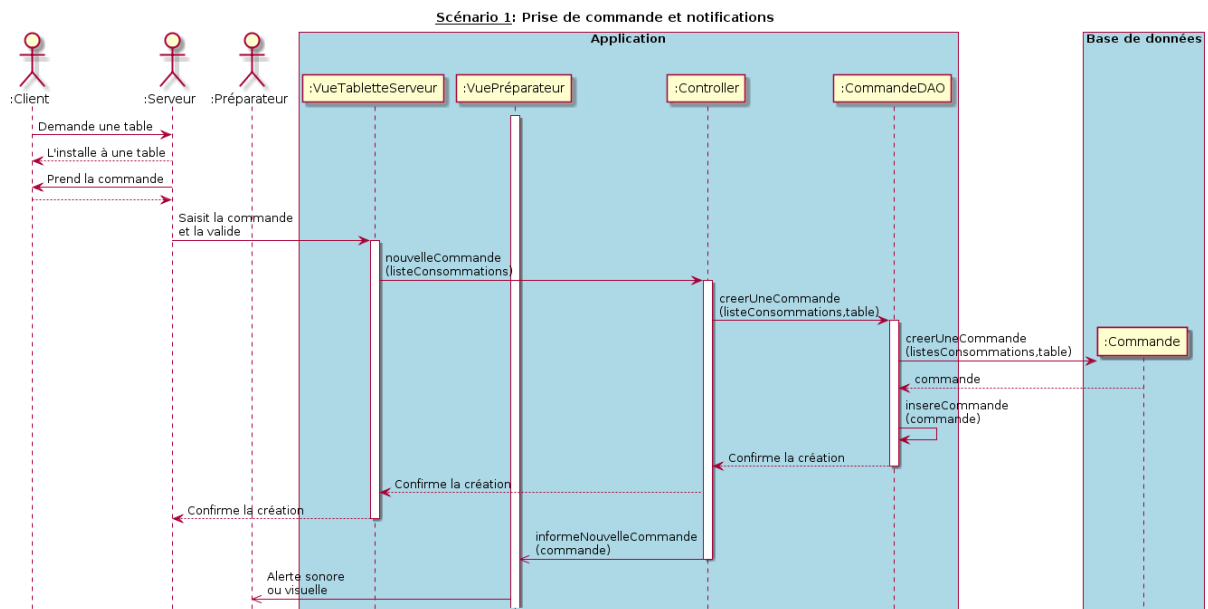 Scénario 1: Prise de commande et notifications
Application
Base de données
:Client
:Serveur
:Préparateur
:VueTabletteServeur
:VuePréparateur
:Controller
:CommandeDAO
Demande une table
L'installe à une table
Prend la commande
Saisit la commande
et la valide
nouvelleCommande
(listeConsommations)
creerUneCommande
(listeConsommations,table)
creerUneCommande
(listesConsommations,table)
:Commande
commande
insereCommande
(commande)
Confirme la création
Confirme la création
Confirme la création
informeNouvelleCommande
(commande)
Alerte sonore
ou visuelle